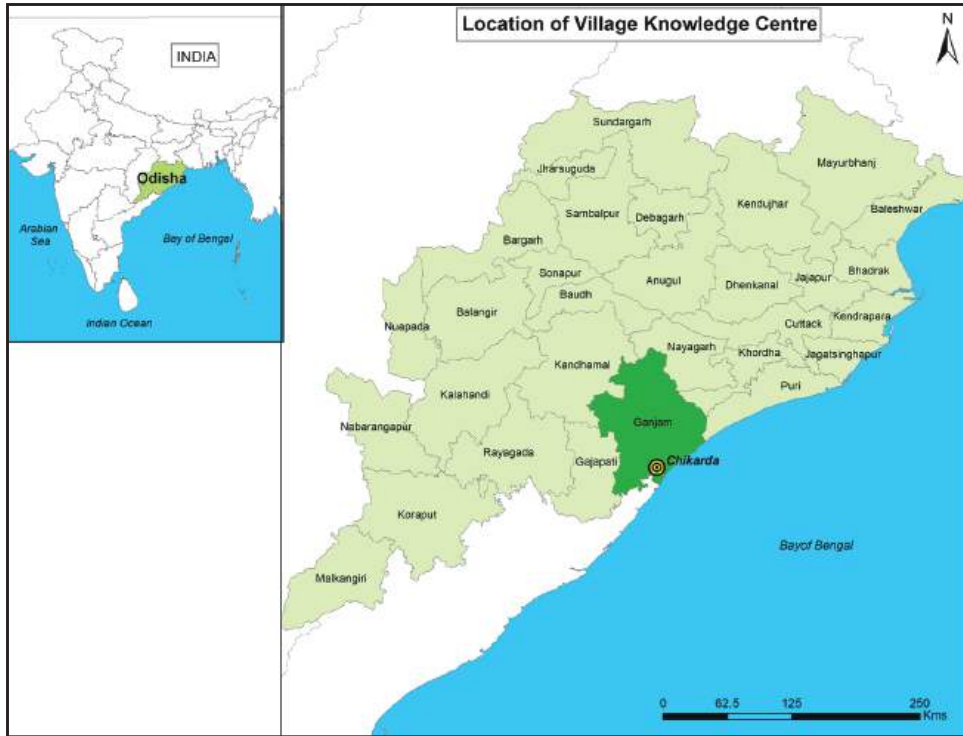 Location of Village Knowledge Centre
N
INDIA
Odisha
Arabian
Sea
Bay of Bengal
Indian Ocean
Sundargarh
Mayurbhanj
Jharsuguda
Kendujhar
Sambalpur
Debagarh
Baleshwar
Bargarh
Sonapur
Anugul
Dhenkanal
Jajapur
Bhadrak
Baudh
Balangir
Nuapada
Cuttack
Kendrapara
Nayagarh
Khordha
Jagatsinghapur
Kandhamal
Puri
Kalahandi
Nabarangapur
Ganjam
Rayagada
Gajapati
Chikarda
Koraput
Bayof Bengal
Malkangiri
0 62.5 125 250
Kms